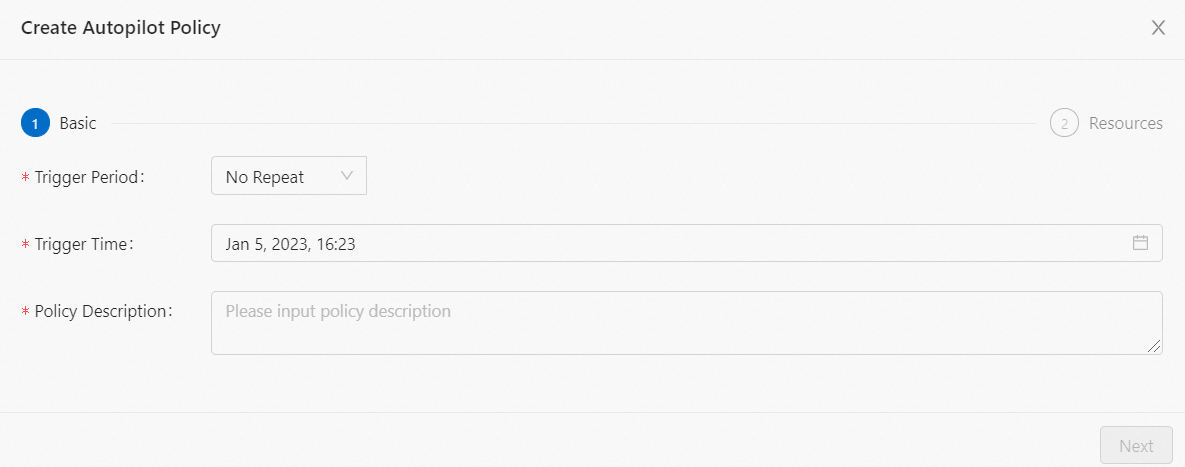 Create Autopilot Policy
1 Basic
2 Resources
* Trigger Period:
No Repeat
* Trigger Time:
Jan 5, 2023, 16:23
* Policy Description:
Please input policy description
Next